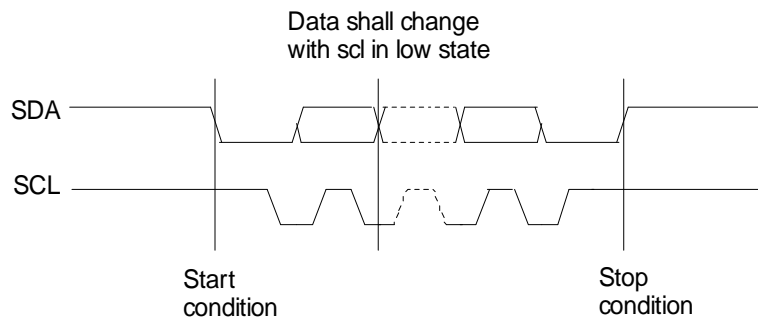 Data shall change
with scl in low state
SDA
SCL
Start
condition
Stop
condition